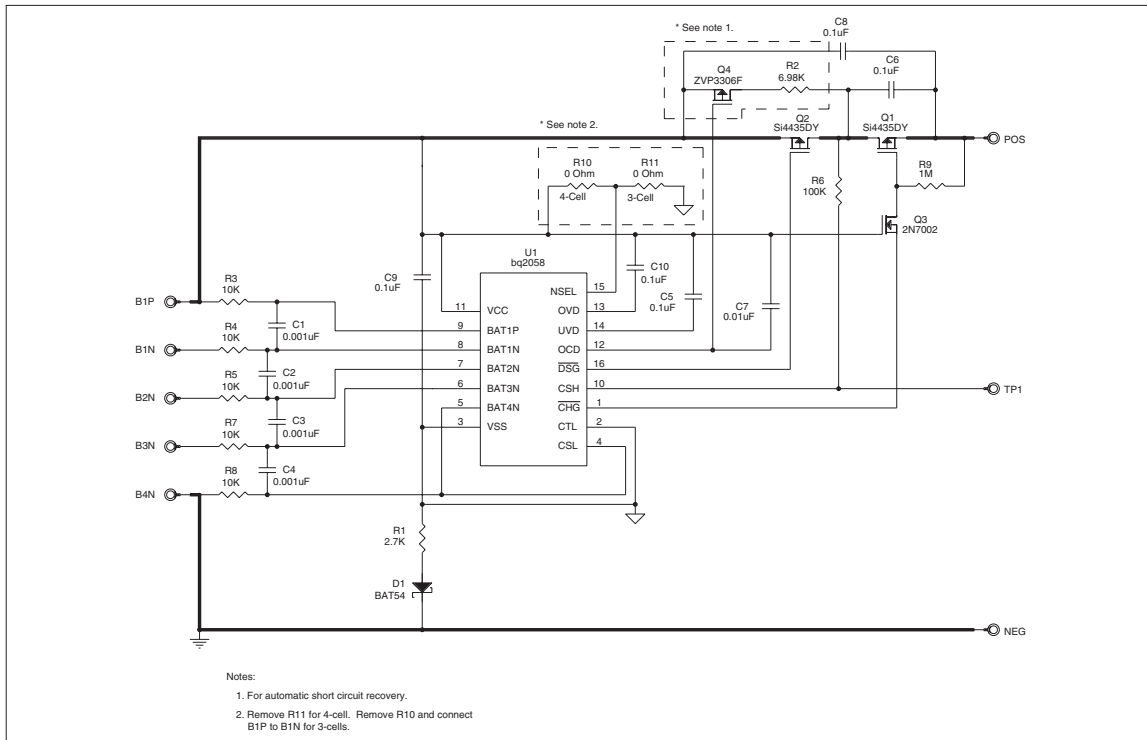 * See note 1.
C8
0.1uF
Q4
ZVP3306F
R2
6.98K
C6
0.1uF
* See note 2.
Q2
Si4435DY
Q1
Si4435DY
POS
R10
0 Ohm
4-Cell
R11
0 Ohm
3-Cell
R6
100K
R9
1M
Q3
2N7002
U1
bq2058
C9
0.1uF
C10
0.1uF
C5
0.1uF
C7
0.01uF
B1P
R3
10K
C1
0.001uF
B1N
R4
10K
C2
0.001uF
B2N
R5
10K
C3
0.001uF
B3N
R7
10K
C4
0.001uF
B4N
R8
10K
11 VCC
9 BAT1P
8 BAT1N
7 BAT2N
6 BAT3N
5 BAT4N
3 VSS
NSEL 15
OVD 13
UVD 14
OCD 12
DSG 16
CSH 10
CHG 1
CTL 2
CSL 4
TP1
R1
2.7K
D1
BAT54
NEG
Notes:
1. For automatic short circuit recovery.
2. Remove R11 for 4-cell. Remove R10 and connect
B1P to B1N for 3-cells.